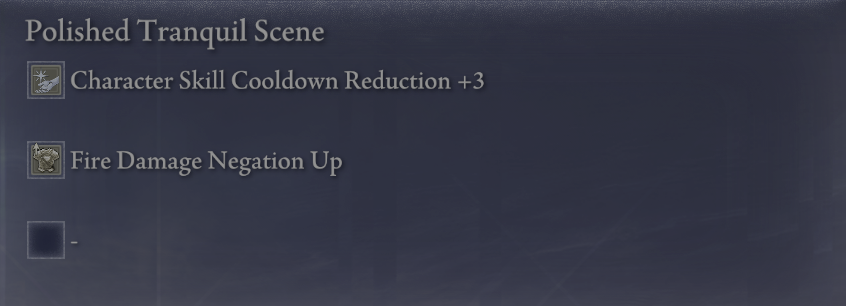 Polished Tranquil Scene
Character Skill Cooldown Reduction +3
Fire Damage Negation Up
-